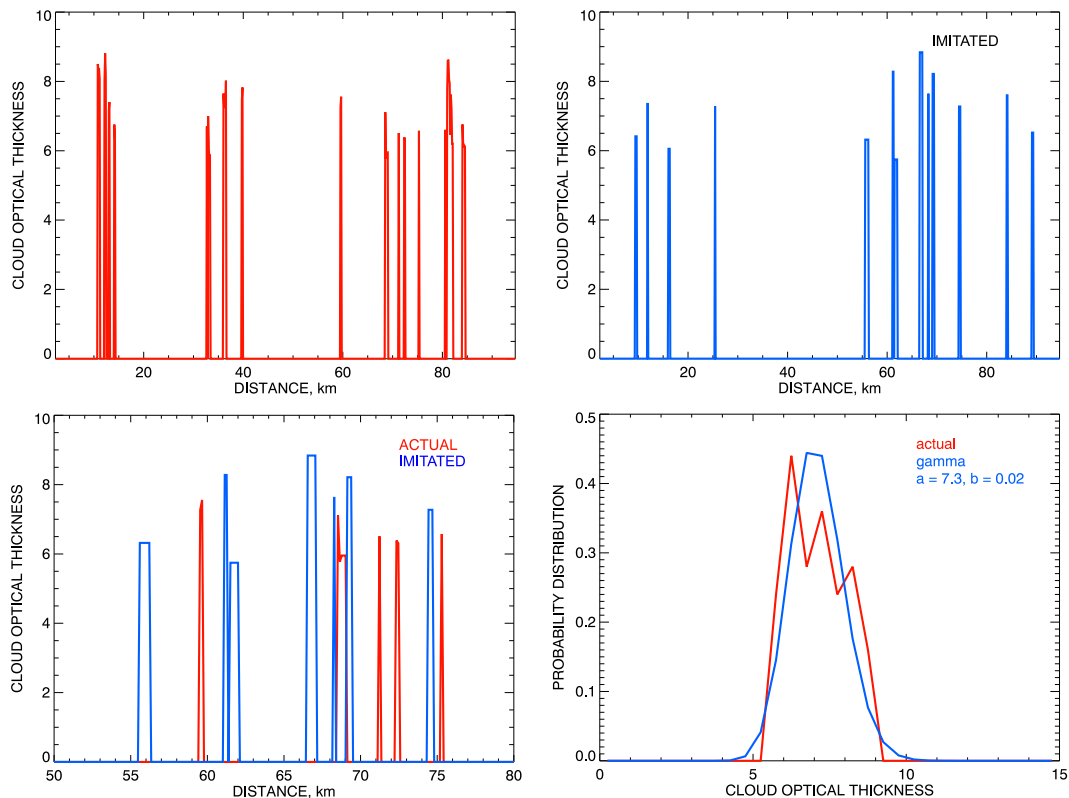 10
8
6
4
2
0
CLOUD OPTICAL THICKNESS
20 40 60 80
DISTANCE, km
10
8
6
4
2
0
CLOUD OPTICAL THICKNESS
IMITATED
20 40 60 80
DISTANCE, km
10
8
6
4
2
0
CLOUD OPTICAL THICKNESS
ACTUAL
IMITATED
50 55 60 65 70 75 80
DISTANCE, km
0.5
0.4
0.3
0.2
0.1
0.0
PROBABILITY DISTRIBUTION
actual
gamma
a = 7.3, b = 0.02
0 5 10 15
CLOUD OPTICAL THICKNESS